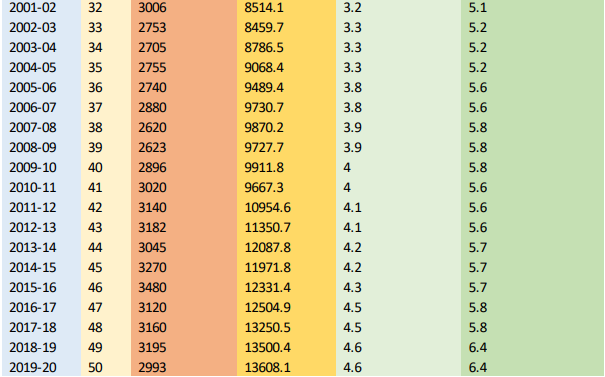 2001-02 32 3006 8514.1 3.2 5.1
2002-03 33 2753 8459.7 3.3 5.2
2003-04 34 2705 8786.5 3.3 5.2
2004-05 35 2755 9068.4 3.3 5.2
2005-06 36 2740 9489.4 3.8 5.6
2006-07 37 2880 9730.7 3.8 5.6
2007-08 38 2620 9870.2 3.9 5.8
2008-09 39 2623 9727.7 3.9 5.8
2009-10 40 2896 9911.8 4 5.8
2010-11 41 3020 9667.3 4 5.6
2011-12 42 3140 10954.6 4.1 5.6
2012-13 43 3182 11350.7 4.1 5.6
2013-14 44 3045 12087.8 4.2 5.7
2014-15 45 3270 11971.8 4.2 5.7
2015-16 46 3480 12331.4 4.3 5.7
2016-17 47 3120 12504.9 4.5 5.8
2017-18 48 3160 13250.5 4.5 5.8
2018-19 49 3195 13500.4 4.6 6.4
2019-20 50 2993 13608.1 4.6 6.4